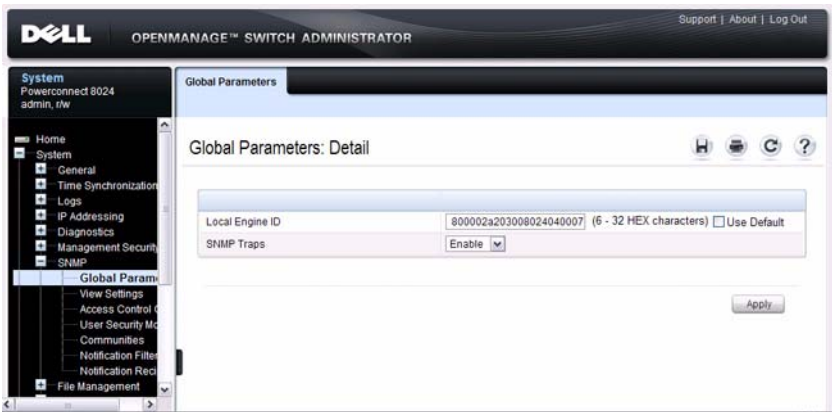 Support | About | Log Out
DELL
OPENMANAGE™ SWITCH ADMINISTRATOR
System
Powerconnect 8024
admin, r/w
Global Parameters
Home
System
General
Time Synchronization
Logs
IP Addressing
Diagnostics
Management Security
SNMP
Global Param
View Settings
Access Control
User Security Mo
Communities
Notification Filter
Notification Reci
File Management
Global Parameters: Detail
Local Engine ID 800002a203008024040007 (6 - 32 HEX characters) Use Default
SNMP Traps Enable
Apply